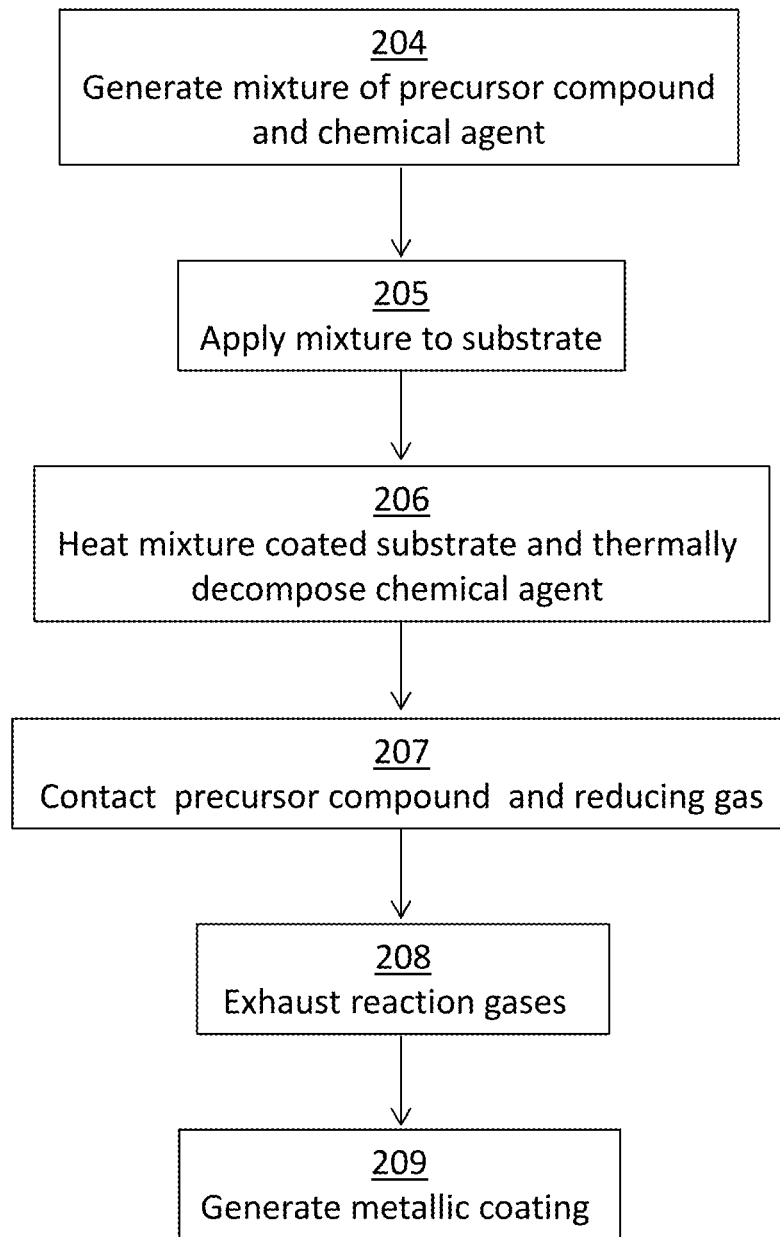 204
Generate mixture of precursor compound
and chemical agent
205
Apply mixture to substrate
206
Heat mixture coated substrate and thermally
decompose chemical agent
207
Contact precursor compound and reducing gas
208
Exhaust reaction gases
209
Generate metallic coating